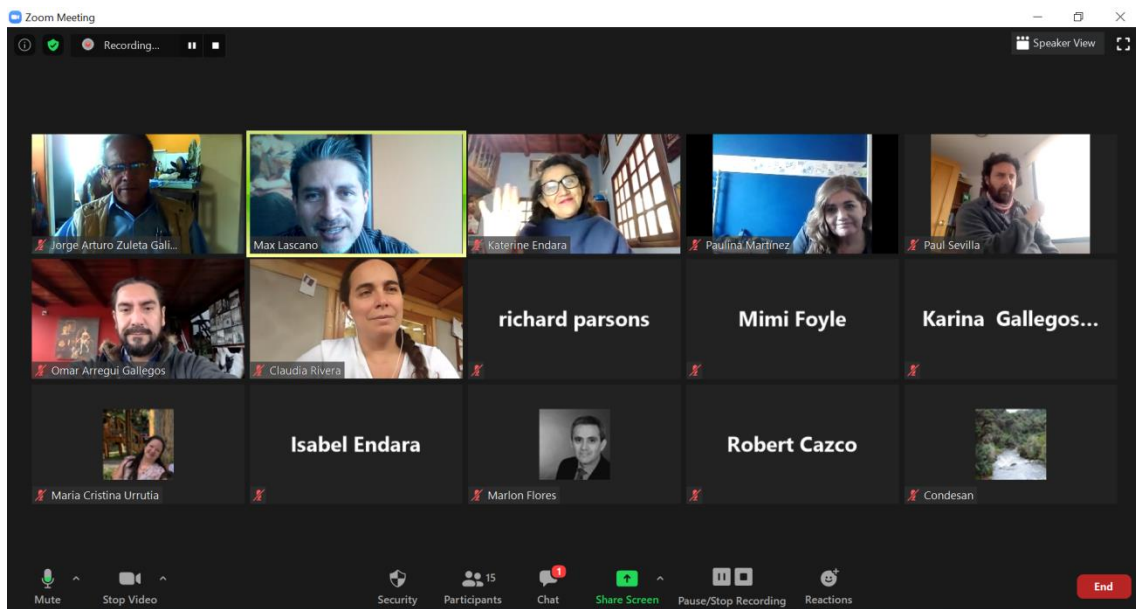 Zoom Meeting
Recording...
Speaker View
Jorge Arturo Zuleta Gali...
Max Lascano
Katerine Endara
Paulina Martinez
Paul Sevilla
Omar Arregui Gallegos
Claudia Rivera
richard parsons
Mimi Foyle
Karina Gallegos...
Maria Cristina Urrutia
Isabel Endara
Marlon Flores
Robert Cazco
Condesan
Mute
Stop Video
Security
15
Participants
1
Chat
Share Screen
Pause/Stop Recording
Reactions
End